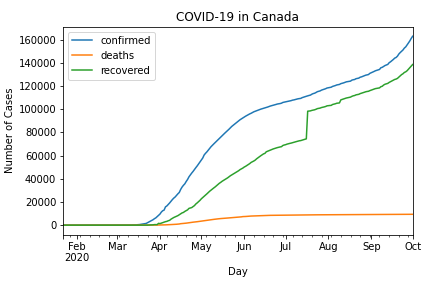 COVID-19 in Canada
confirmed
deaths
recovered
160000
140000
120000
100000
80000
60000
40000
20000
0
Number of Cases
Feb Mar Apr May Jun Jul Aug Sep Oct
2020
Day